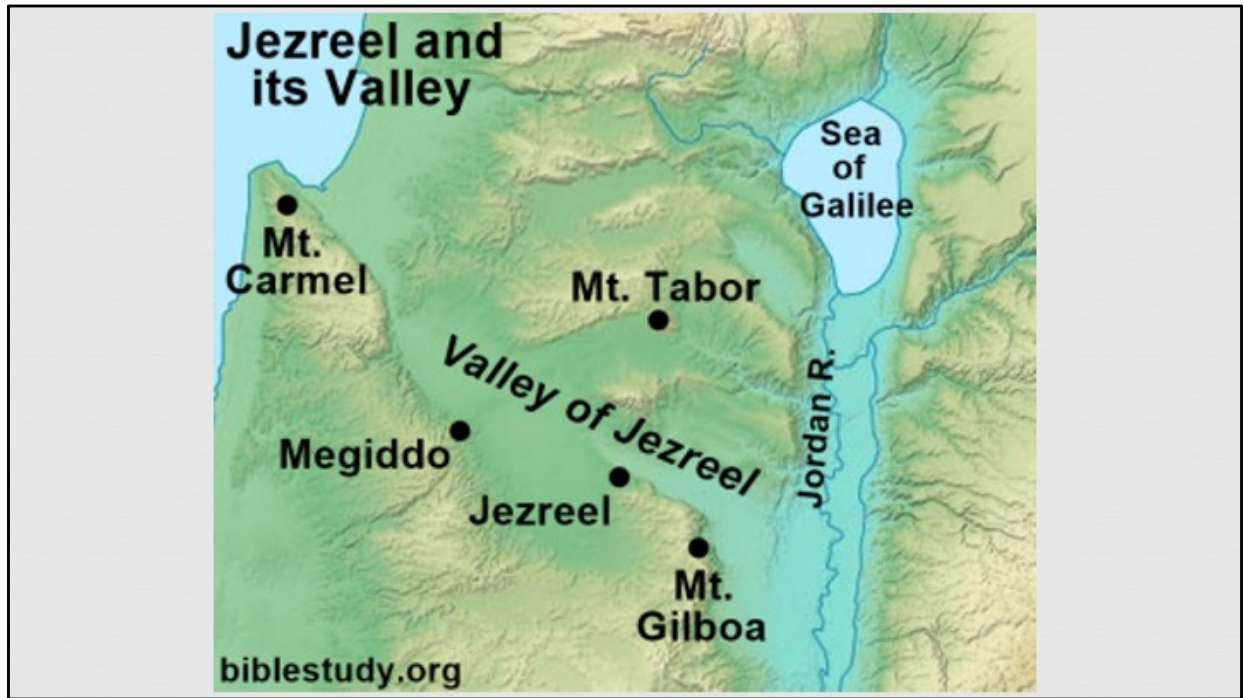 Jezreel and
its Valley
Sea
of
Galilee
Mt.
Carmel
Mt. Tabor
Valley of Jezreel
Jordan R.
Megiddo
Jezreel
Mt.
Gilboa
biblestudy.org